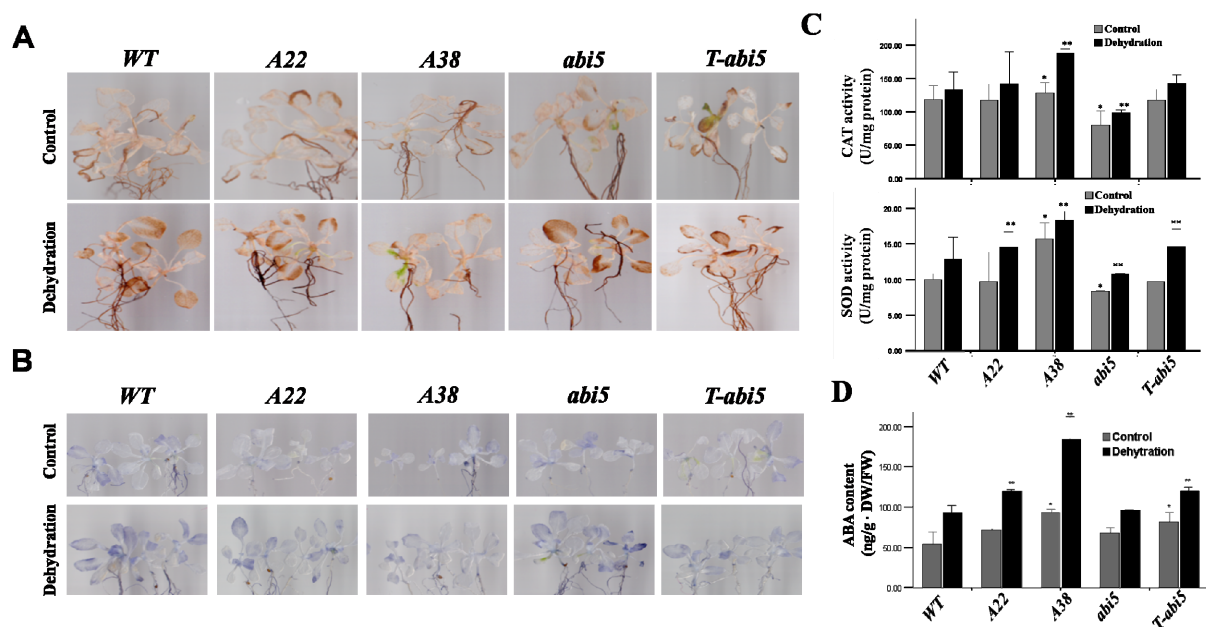 A
WT A22 A38 abi5 T-abi5
Control
Dehydration
B
WT A22 A38 abi5 T-abi5
Control
Dehydration
C
Control
Dehydration
CAT activity
(U/mg protein)
200.00
150.00
100.00
50.00
0.00
* ** * **
Control
Dehydration
SOD activity
(U/mg protein)
20.00
15.00
10.00
5.00
0.00
** * ** * ** **
WT A22 A38 abi5 T-abi5
D
Control
Dehytration
ABA content
(ng/g · DW/FW)
200.00
150.00
100.00
50.00
0.00
** * ** * **
WT A22 A38 abi5 T-abi5